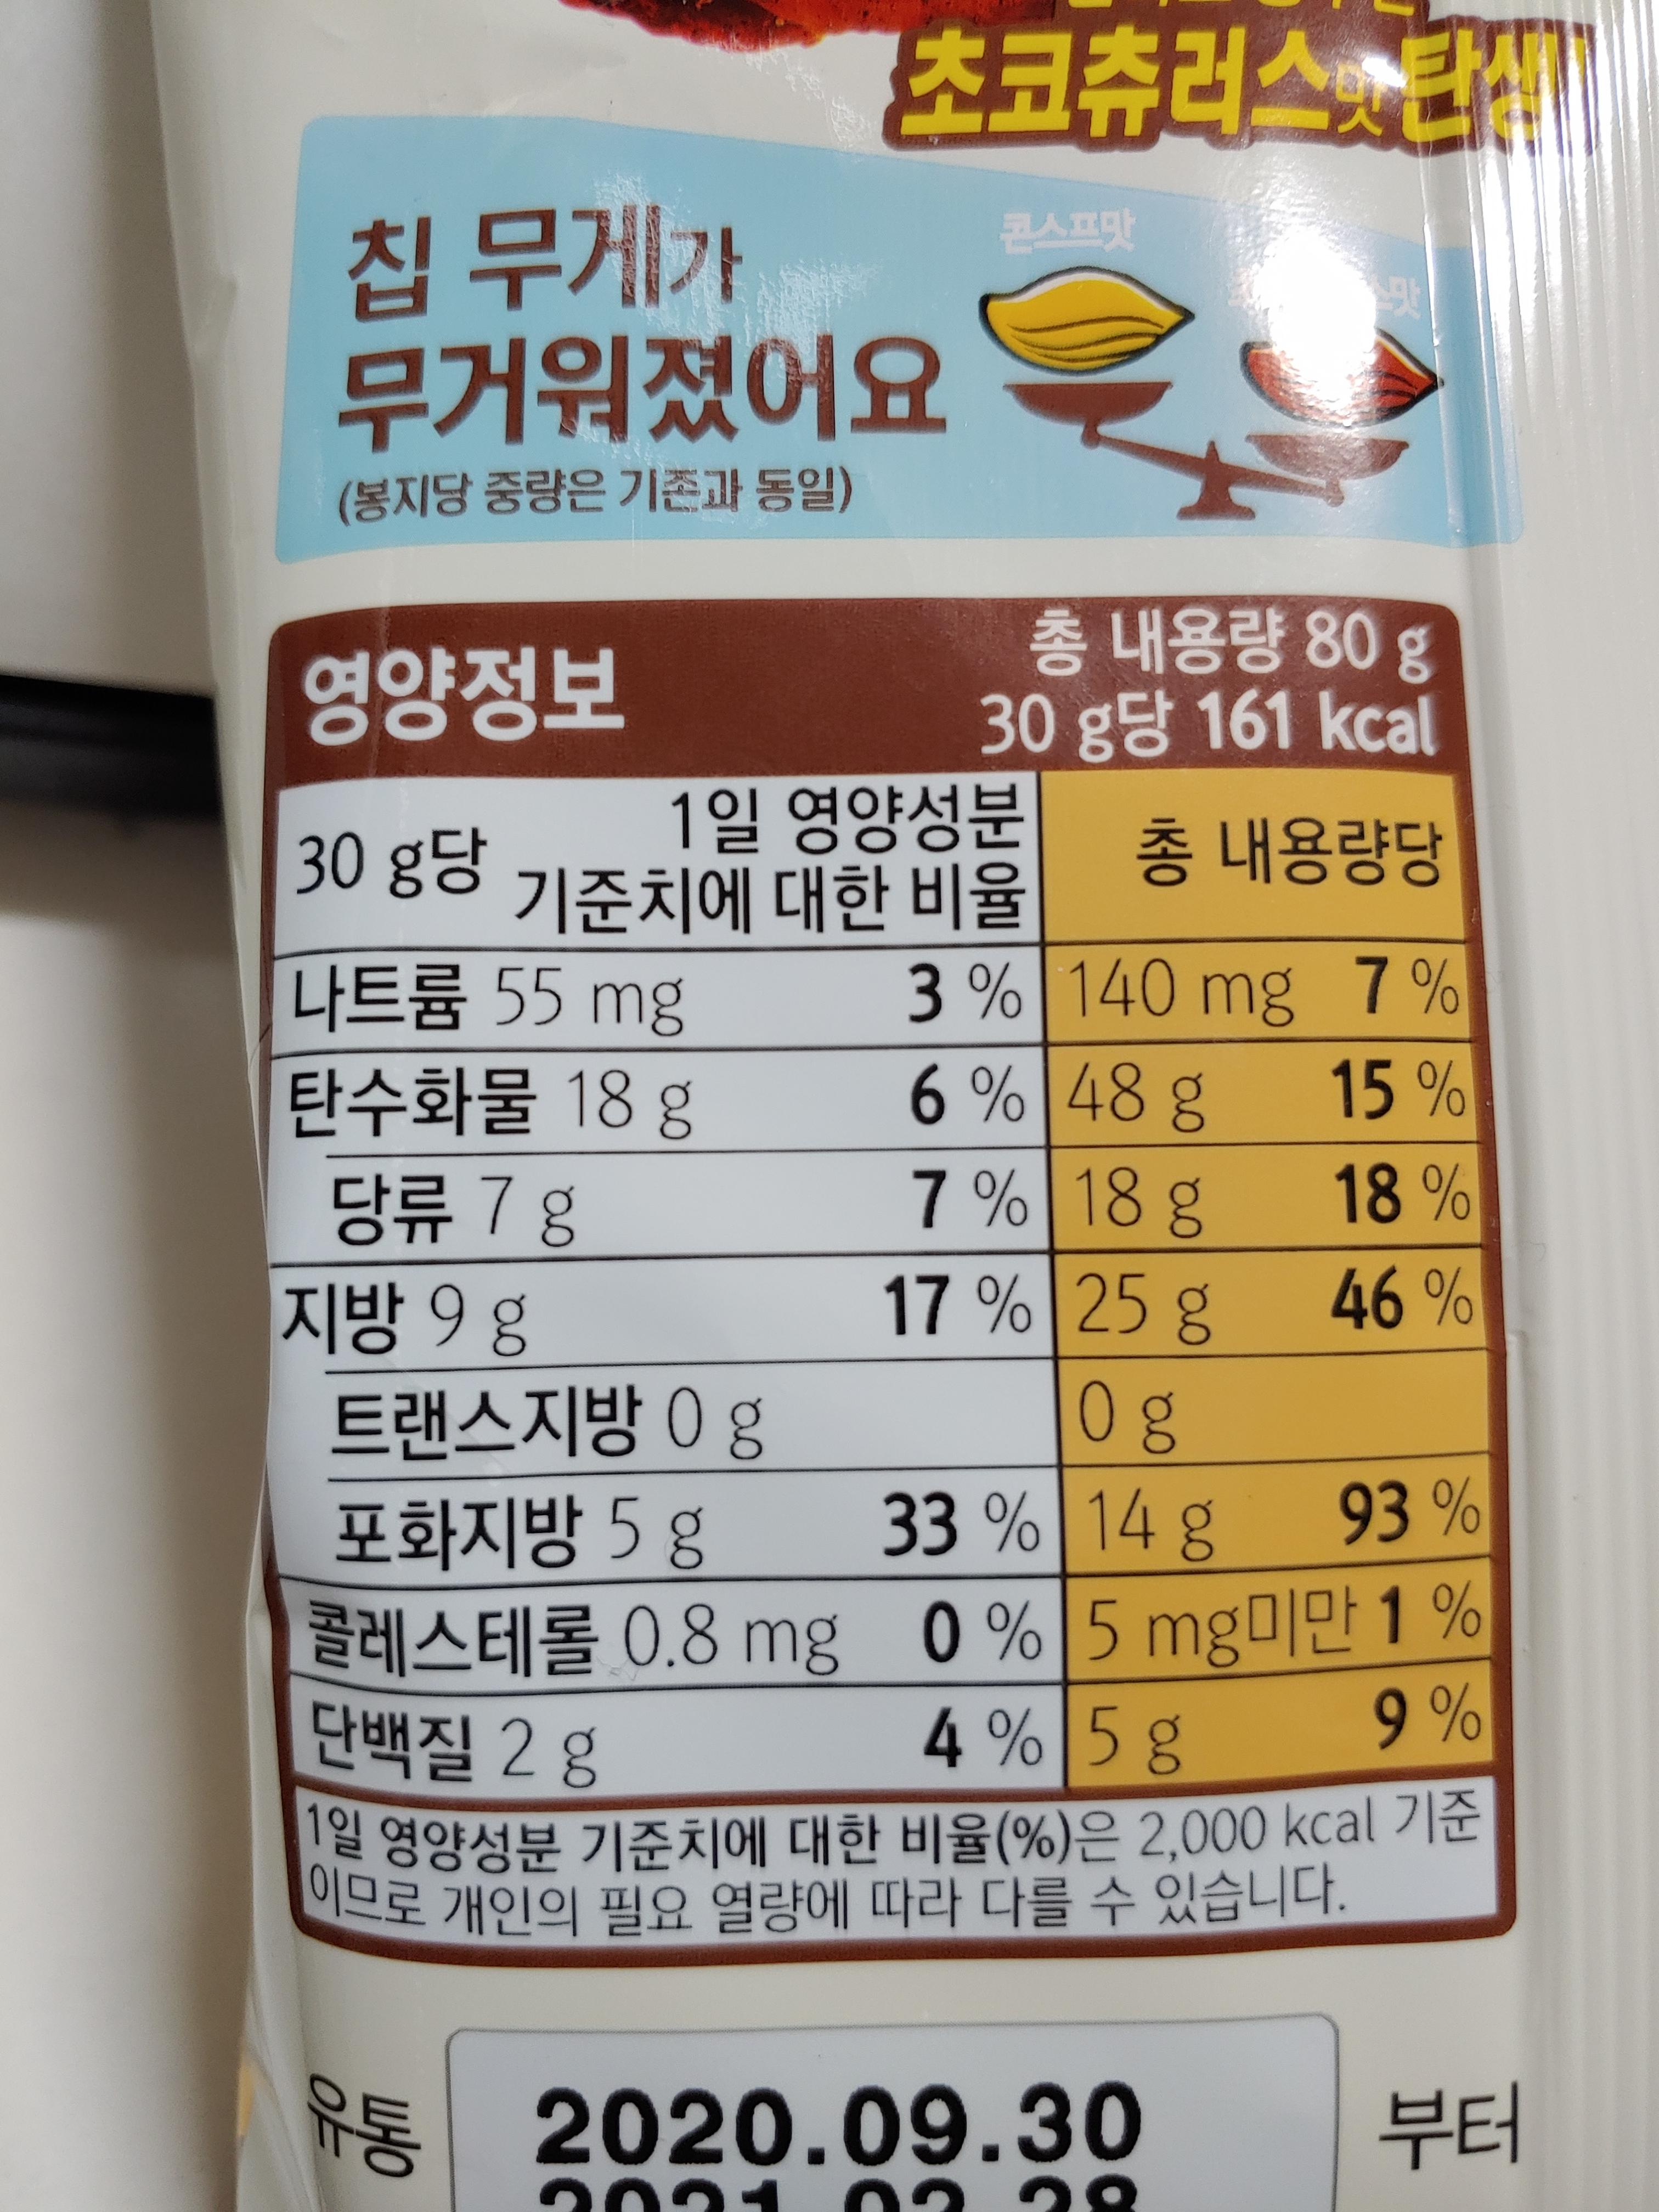 초코츄러스맛 탄생!
칩 무게가
무거워졌어요
(봉지당 중량은 기존과 동일)
콘스프맛
영양정보
총 내용량 80 g
30 g당 161 kcal
30 g당 1일 영양성분 기준치에 대한 비율 총 내용량당
나트륨 55 mg 3 % 140 mg 7 %
탄수화물 18 g 6 % 48 g 15 %
당류 7 g 7 % 18 g 18 %
지방 9 g 17 % 25 g 46 %
트랜스지방 0 g 0 g
포화지방 5 g 33 % 14 g 93 %
콜레스테롤 0.8 mg 0 % 5 mg미만 1 %
단백질 2 g 4 % 5 g 9 %
1일 영양성분 기준치에 대한 비율(%)은 2,000 kcal 기준
이므로 개인의 필요 열량에 따라 다를 수 있습니다.
유통 2020.09.30 부터
2021.02.28